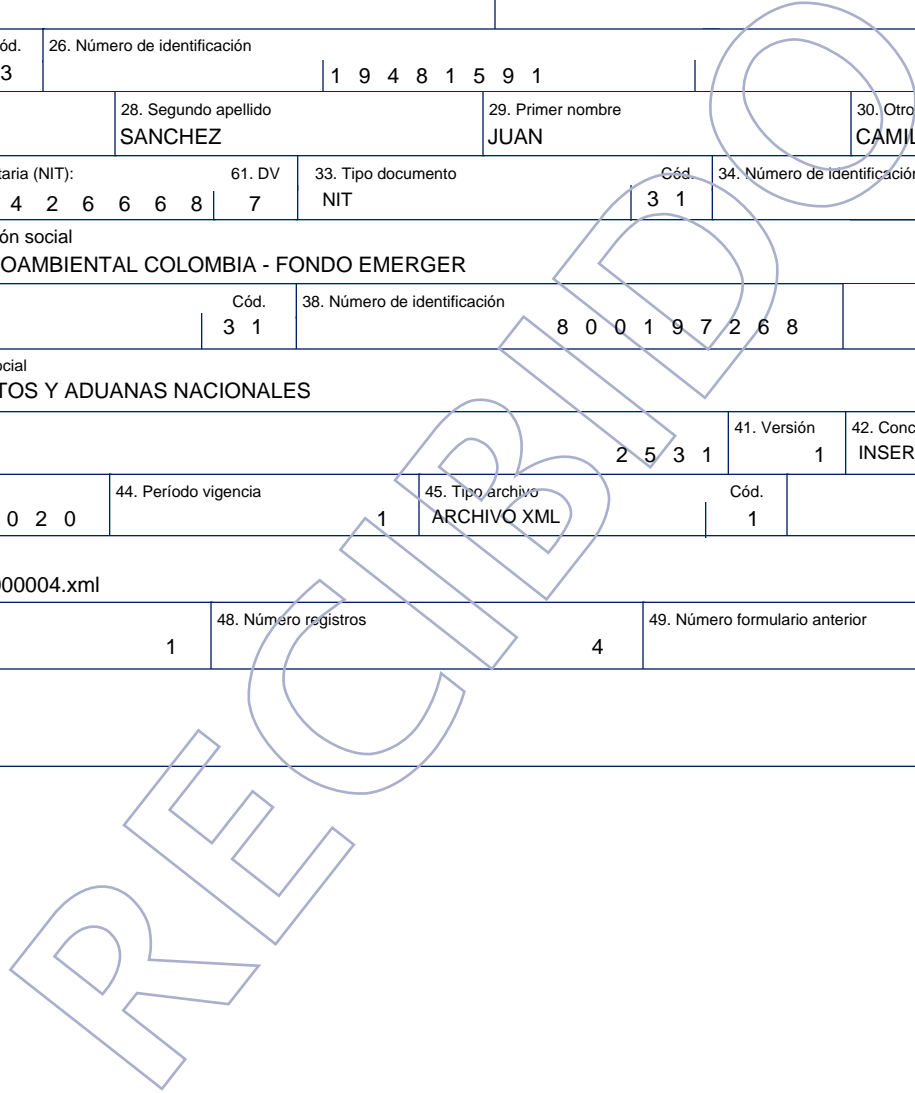 ód. 26. Número de identificación
3 1 9 4 8 1 5 9 1
28. Segundo apellido 29. Primer nombre 30. Otro
SANCHEZ JUAN CAMIL
taria (NIT): 61. DV 33. Tipo documento Cód. 34. Número de identificación
4 2 6 6 6 8 7 NIT 3 1
ón social
OAMBIENTAL COLOMBIA - FONDO EMERGER
Cód. 38. Número de identificación
3 1 8 0 0 1 9 7 2 6 8
ocial
TOS Y ADUANAS NACIONALES
41. Versión 42. Conc
2 5 3 1 1 INSER
44. Período vigencia 45. Tipo archivo Cód.
0 2 0 1 ARCHIVO XML 1
000004.xml
48. Número registros 49. Número formulario anterior
1 4
RECIBIDO